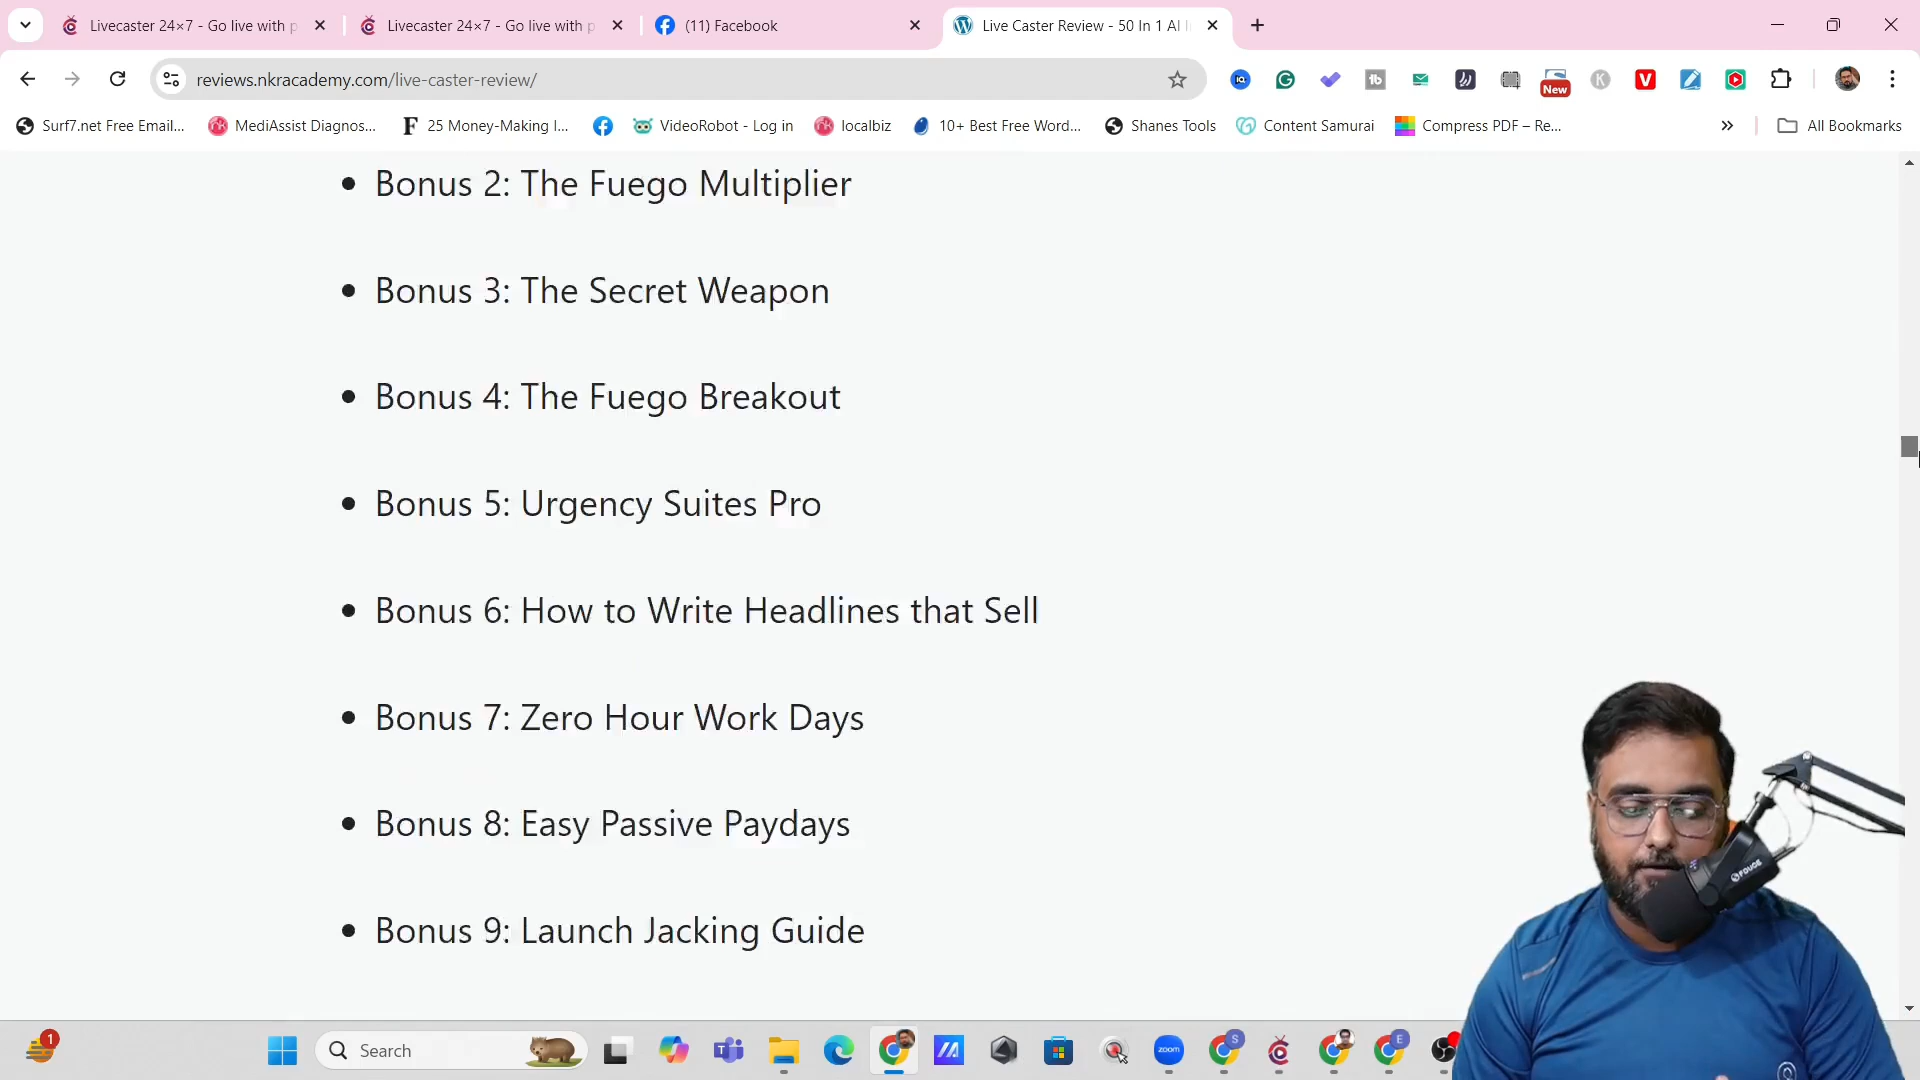 Livecaster 24×7 - Go live with p
Livecaster 24×7 - Go live with p
(11) Facebook
Live Caster Review - 50 In 1 AI I
reviews.nkracademy.com/live-caster-review/
New
Surf7.net Free Email...
MediAssist Diagnos...
25 Money-Making I...
VideoRobot - Log in
localbiz
10+ Best Free Word...
Shanes Tools
Content Samurai
Compress PDF – Re...
All Bookmarks
• Bonus 2: The Fuego Multiplier
• Bonus 3: The Secret Weapon
• Bonus 4: The Fuego Breakout
• Bonus 5: Urgency Suites Pro
• Bonus 6: How to Write Headlines that Sell
• Bonus 7: Zero Hour Work Days
• Bonus 8: Easy Passive Paydays
• Bonus 9: Launch Jacking Guide
FDUCE
1
Search
zoom
S
E